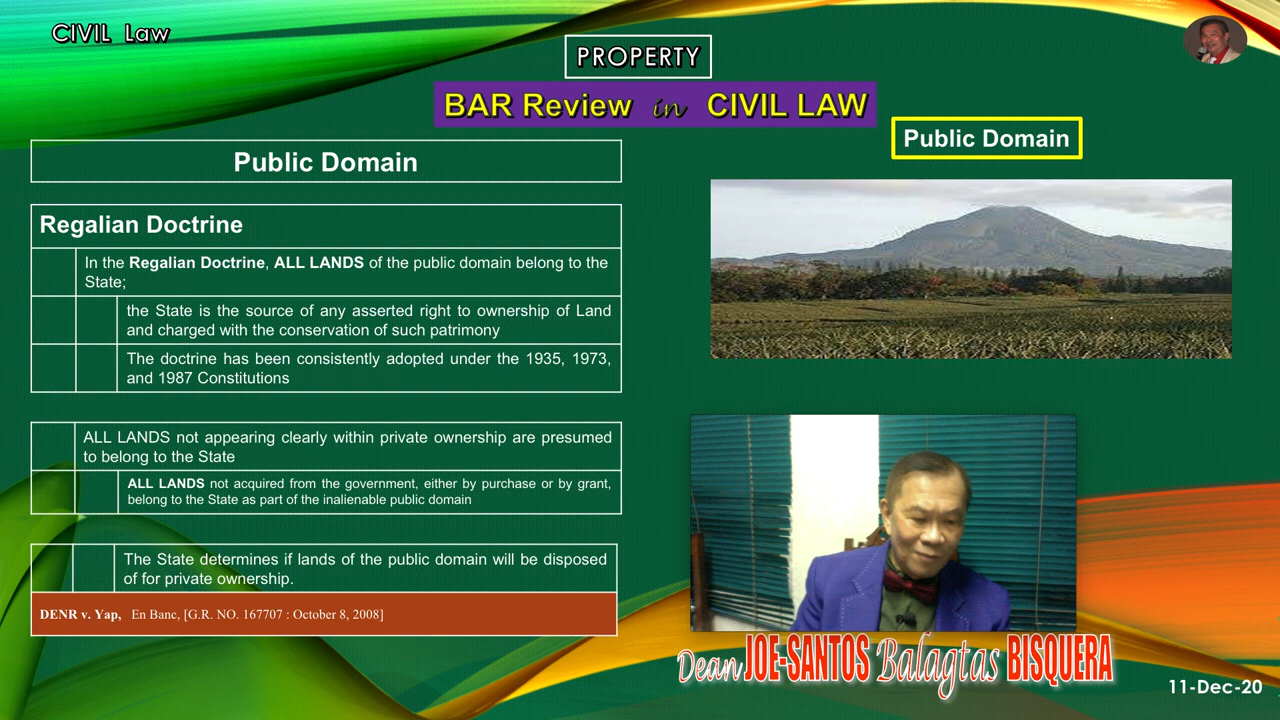 CIVIL Law
PROPERTY
BAR Review in CIVIL LAW
Public Domain
Public Domain
Regalian Doctrine
In the Regalian Doctrine, ALL LANDS of the public domain belong to the
State;
the State is the source of any asserted right to ownership of Land
and charged with the conservation of such patrimony
The doctrine has been consistently adopted under the 1935, 1973,
and 1987 Constitutions
ALL LANDS not appearing clearly within private ownership are presumed
to belong to the State
ALL LANDS not acquired from the government, either by purchase or by grant,
belong to the State as part of the inalienable public domain
The State determines if lands of the public domain will be disposed
of for private ownership.
DENR v. Yap, En Banc, [G.R. NO. 167707 : October 8, 2008]
Dean JOE-SANTOS Balagtas BISQUERA
11-Dec-20